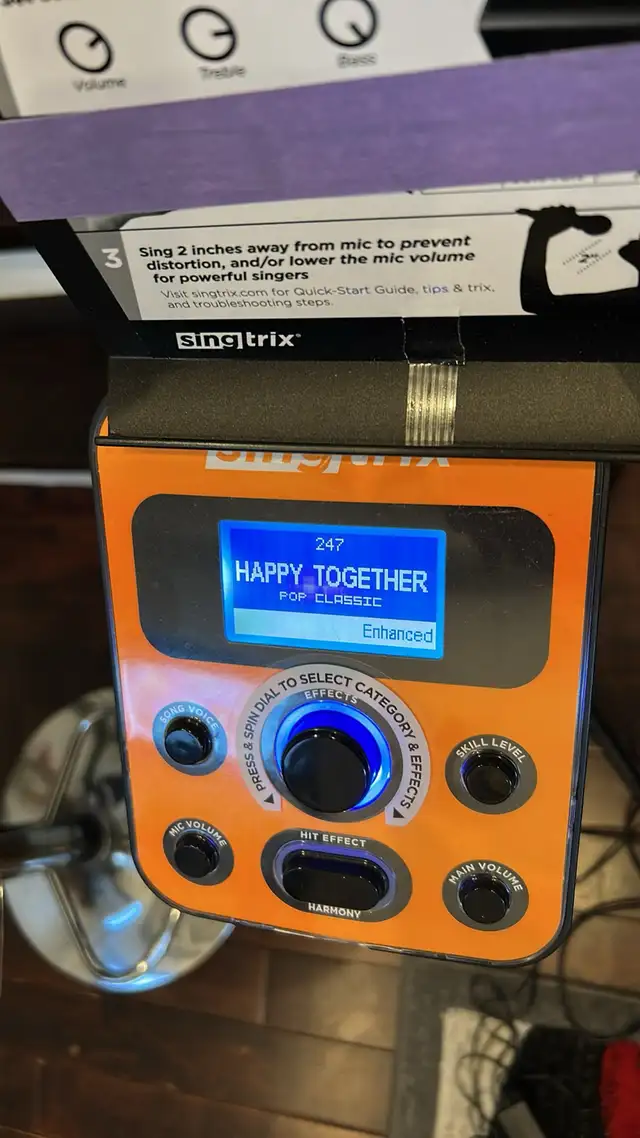 Volume
Treble
Bass
3
Sing 2 inches away from mic to prevent
distortion, and/or lower the mic volume
for powerful singers
Visit singtrix.com for Quick-Start Guide, tips & trix,
and troubleshooting steps.
2"
singtrix
singtrix
247
HAPPY TOGETHER
POP CLASSIC
Enhanced
PRESS & SPIN DIAL TO SELECT CATEGORY & EFFECTS
EFFECTS
SONG VOICE
SKILL LEVEL
MIC VOLUME
HIT EFFECT
HARMONY
MAIN VOLUME